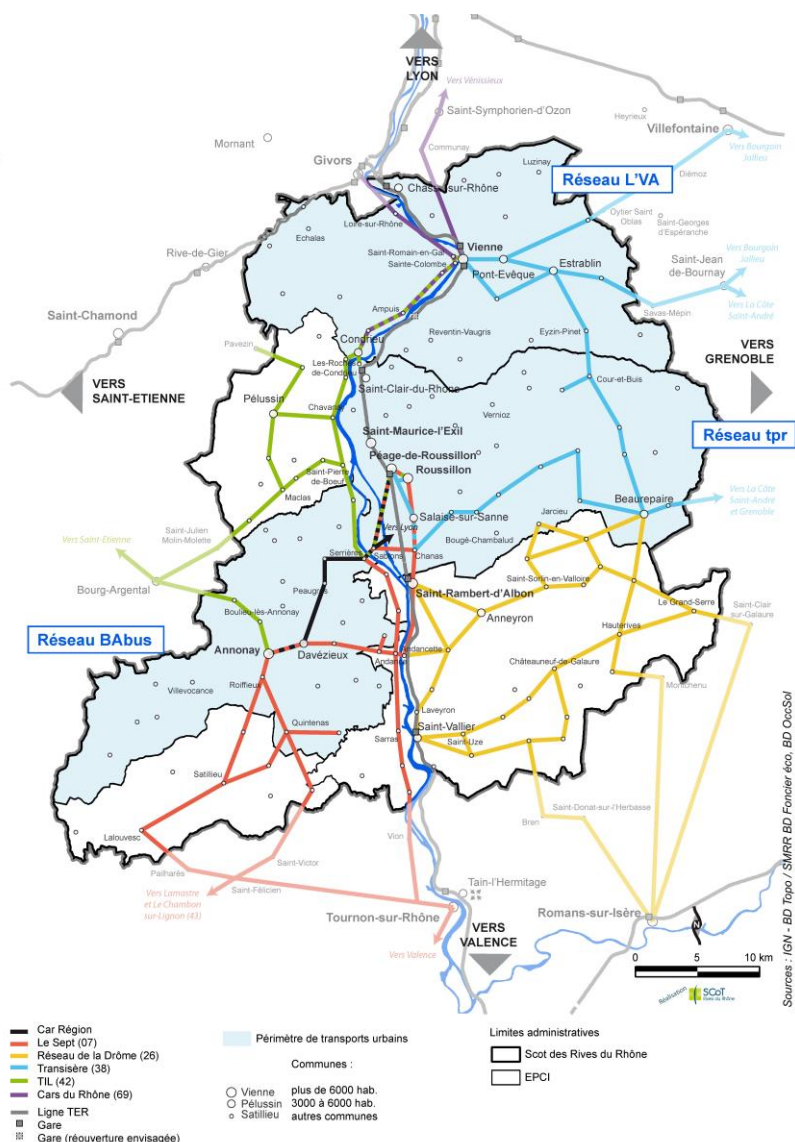 VERS
LYON
Vers Vénissieux
Saint-Symphorien-d'Ozon
Heyrieux
Villefontaine
Vers Bourgoin
Jallieu
Mornant
Communay
Luzinay
Givors
Chasse-sur-Rhône
Réseau L'VA
Diémoz
Loire-sur-Rhône
Oytier Saint
Oblas
Saint-Georges
d'Espéranche
Echalas
Rive-de-Gier
Saint-Romain-en-Gal
Sainte-Colombe
Vienne
Pont-Evêque
Estrablin
Saint-Jean
de-Bournay
Vers Bourgoin
Jallieu
Vers La Côte
Saint-André
Savas-Mépin
Saint-Chamond
Ampuis
Reventin-Vaugris
Eyzin-Pinet
Pavezin
Condrieu
Les-Roches
de-Condrieu
VERS
GRENOBLE
VERS
SAINT-ETIENNE
Saint-Clair-du-Rhône
Cour-et-Buis
Pélussin
Chavanay
Vernioz
Saint-Maurice-l'Exil
Réseau tpr
Péage-de-Roussillon
Roussillon
Saint-Pierre
de-Bœuf
Maclas
Beaurepaire
Vers La Côte
Saint-André
et Grenoble
Salaise-sur-Sanne
Saint-Julien
Molin-Molette
Vers Lyon
Jarcieu
Vers Saint-Etienne
Bougé-Chambalud
Serrières
Sablons
Chanas
Bourg-Argental
Peaugres
Saint-Sorlin-en-Valloire
Saint-Rambert-d'Albon
Boulieu-lès-Annonay
Anneyron
Le Grand-Serre
Saint-Clair
sur-Galaure
Réseau BAbus
Hauterives
Annonay
Davézieux
Andance
Andancette
Châteauneuf-de-Galaure
Roiffieux
Montchenu
Villevocance
Laveyron
Quintenas
Saint-Vallier
Sarras
Saint-Uze
Satillieu
Saint-Donat-sur-l'Herbasse
Bren
Lalouvesc
Vion
Pailharès
Saint-Victor
Saint-Félicien
Vers Lamastre
et Le Chambon
sur-Lignon (43)
Tain-l'Hermitage
Tournon-sur-Rhône
Romans-sur-Isère
VERS
VALENCE
Vers Valence
N
0 5 10 km
Réalisation
SCoT
Rives du Rhône
Sources : IGN - BD Topo / SMRR BD Foncier éco, BD OccSol
Car Région
Le Sept (07)
Réseau de la Drôme (26)
Transisère (38)
TIL (42)
Cars du Rhône (69)
Ligne TER
Gare
Gare (réouverture envisagée)
Périmètre de transports urbains
Communes :
Vienne plus de 6000 hab.
Pélussin 3000 à 6000 hab.
Satillieu autres communes
Limites administratives
Scot des Rives du Rhône
EPCI